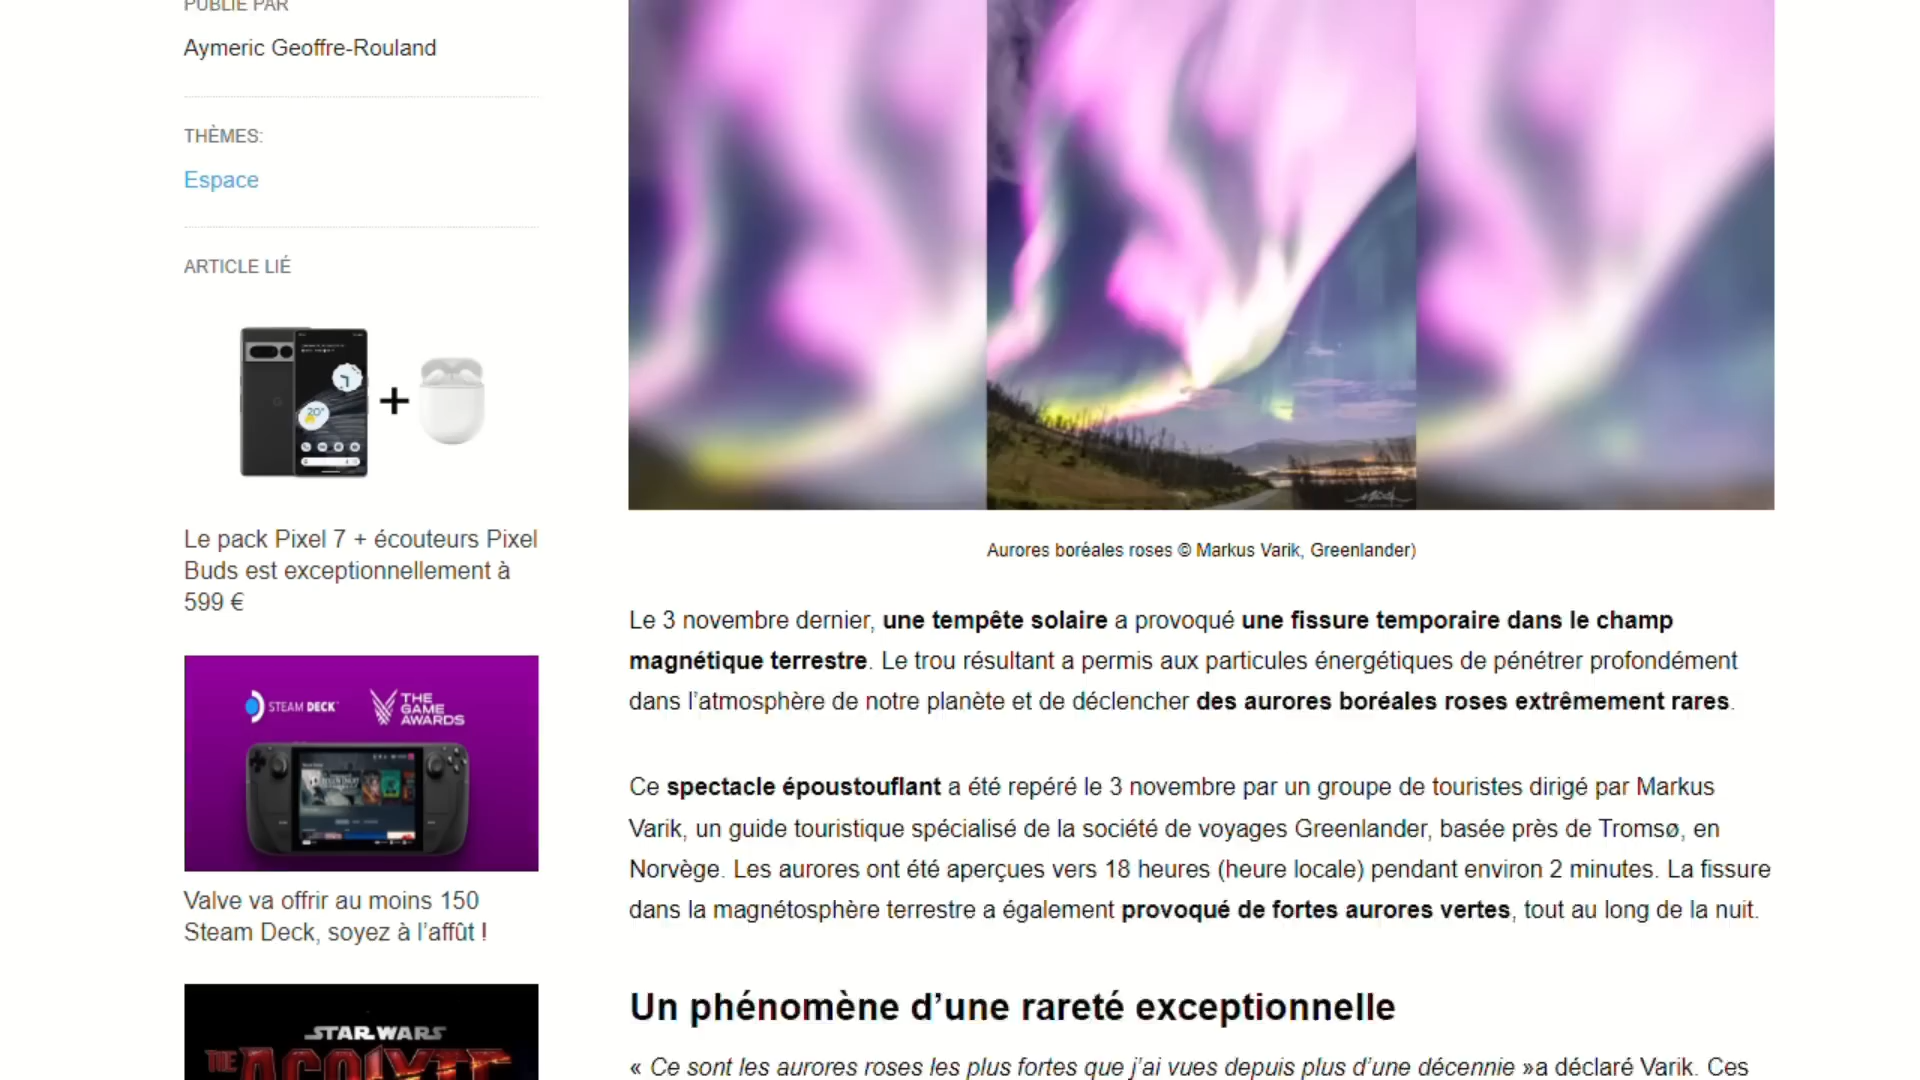 PUBLIÉ PAR
Aymeric Geoffre-Rouland
THÈMES:
Espace
ARTICLE LIÉ
20°
+
Le pack Pixel 7 + écouteurs Pixel
Buds est exceptionnellement à
599 €
STEAM DECK
THE
GAME
AWARDS
Valve va offrir au moins 150
Steam Deck, soyez à l’affût !
STAR WARS
THE
ACOLYTE
Aurores boréales roses © Markus Varik, Greenlander)
Le 3 novembre dernier, une tempête solaire a provoqué une fissure temporaire dans le champ
magnétique terrestre. Le trou résultant a permis aux particules énergétiques de pénétrer profondément
dans l’atmosphère de notre planète et de déclencher des aurores boréales roses extrêmement rares.
Ce spectacle époustouflant a été repéré le 3 novembre par un groupe de touristes dirigé par Markus
Varik, un guide touristique spécialisé de la société de voyages Greenlander, basée près de Tromsø, en
Norvège. Les aurores ont été aperçues vers 18 heures (heure locale) pendant environ 2 minutes. La fissure
dans la magnétosphère terrestre a également provoqué de fortes aurores vertes, tout au long de la nuit.
Un phénomène d’une rareté exceptionnelle
« Ce sont les aurores roses les plus fortes que j’ai vues depuis plus d’une décennie »a déclaré Varik. Ces